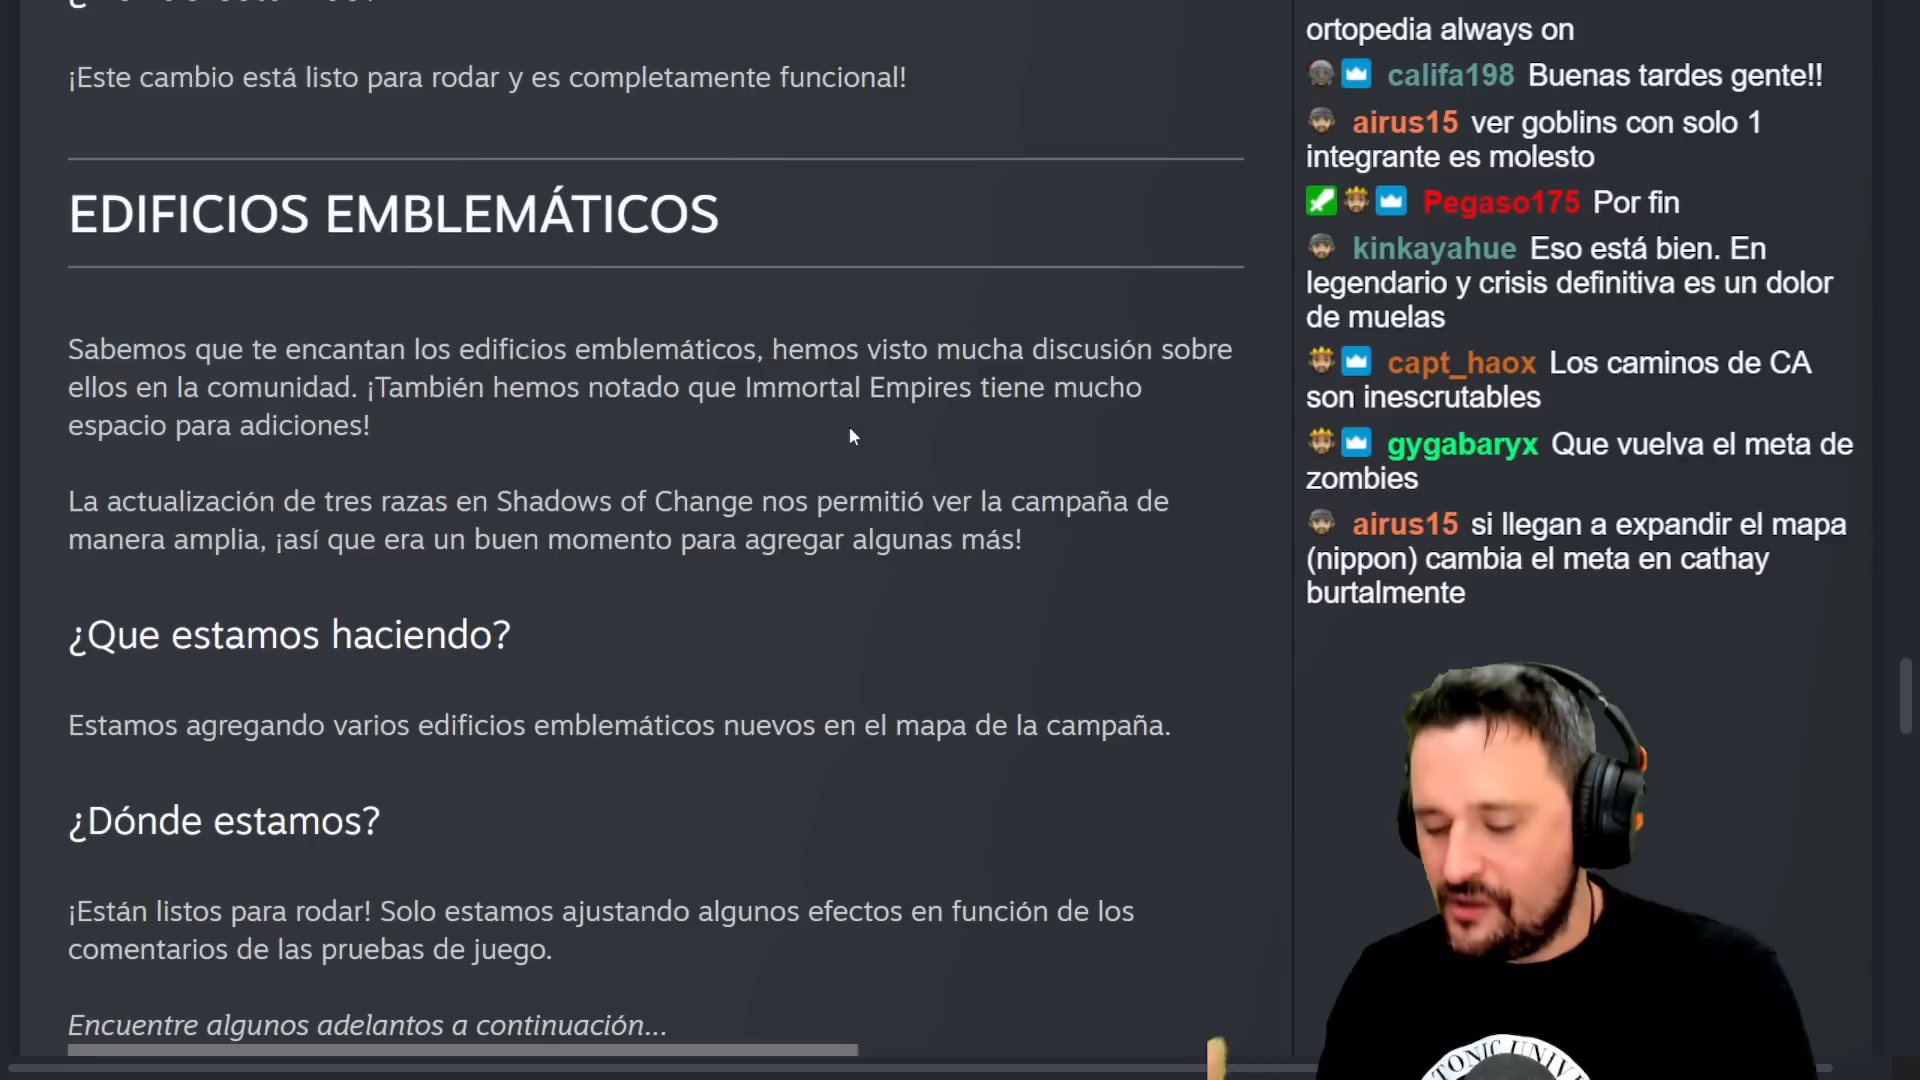 ¡Este cambio está listo para rodar y es completamente funcional!
EDIFICIOS EMBLEMÁTICOS
Sabemos que te encantan los edificios emblemáticos, hemos visto mucha discusión sobre
ellos en la comunidad. ¡También hemos notado que Immortal Empires tiene mucho
espacio para adiciones!
La actualización de tres razas en Shadows of Change nos permitió ver la campaña de
manera amplia, ¡así que era un buen momento para agregar algunas más!
¿Que estamos haciendo?
Estamos agregando varios edificios emblemáticos nuevos en el mapa de la campaña.
¿Dónde estamos?
¡Están listos para rodar! Solo estamos ajustando algunos efectos en función de los
comentarios de las pruebas de juego.
Encuentre algunos adelantos a continuación...
ortopedia always on
califa198 Buenas tardes gente!!
airus15 ver goblins con solo 1
integrante es molesto
Pegaso175 Por fin
kinkayahue Eso está bien. En
legendario y crisis definitiva es un dolor
de muelas
capt_haox Los caminos de CA
son inescrutables
gygabaryx Que vuelva el meta de
zombies
airus15 si llegan a expandir el mapa
(nippon) cambia el meta en cathay
burtalmente